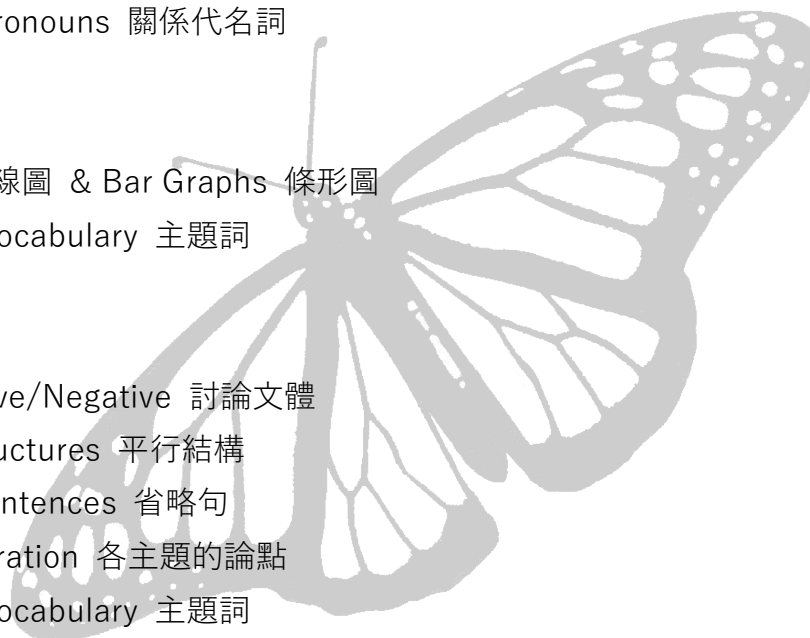 ronouns 關係代名詞
線圖 & Bar Graphs 條形圖
ocabulary 主題詞
ve/Negative 討論文體
uctures 平行結構
ntences 省略句
ration 各主題的論點
ocabulary 主題詞